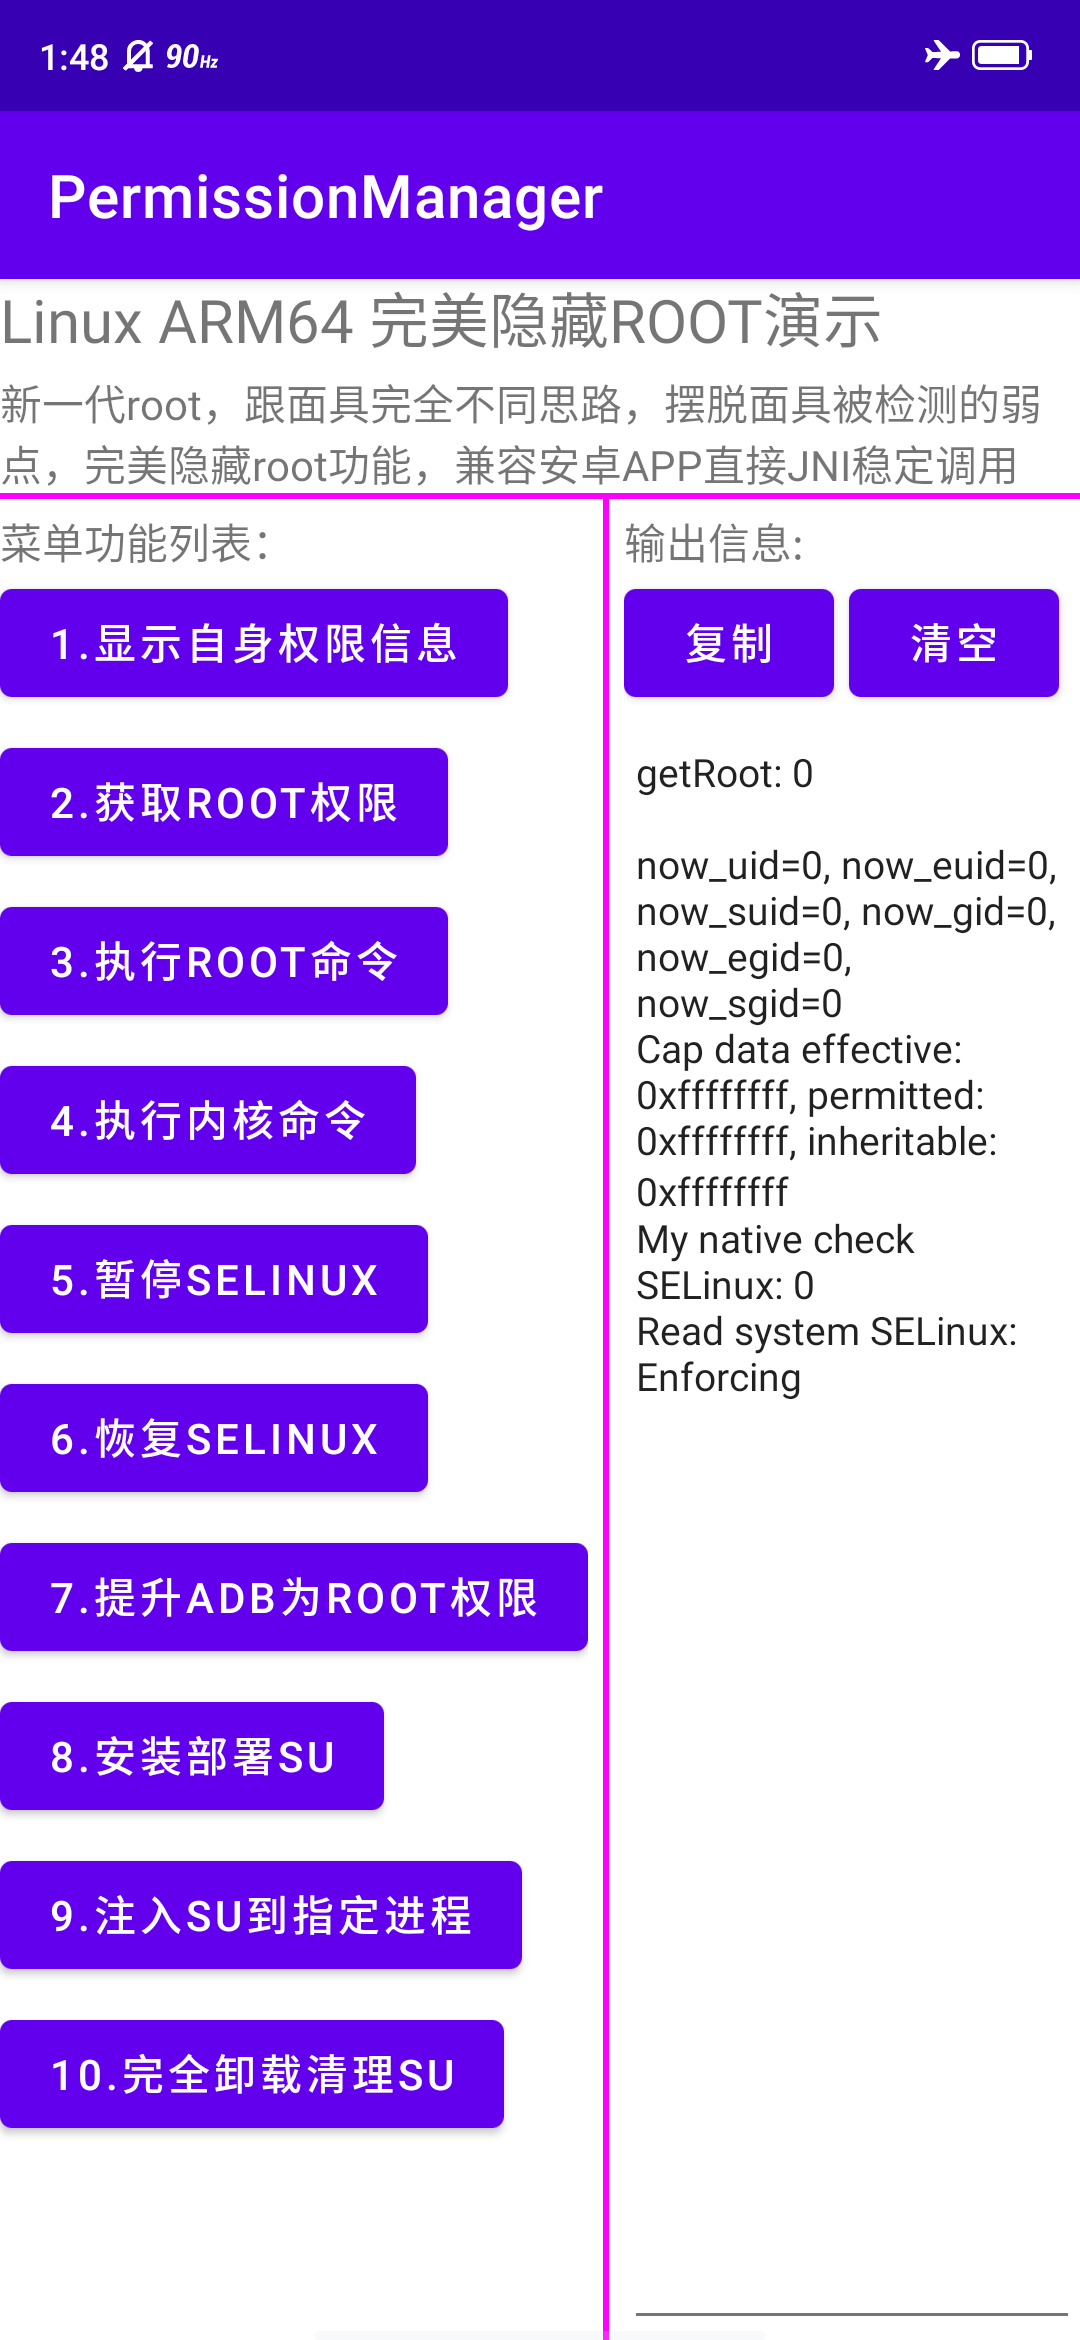 1:48 90Hz
PermissionManager
Linux ARM64 完美隐藏ROOT演示
新一代root，跟面具完全不同思路，摆脱面具被检测的弱
点，完美隐藏root功能，兼容安卓APP直接JNI稳定调用
菜单功能列表：
1.显示自身权限信息
2.获取ROOT权限
3.执行ROOT命令
4.执行内核命令
5.暂停SELINUX
6.恢复SELINUX
7.提升ADB为ROOT权限
8.安装部署SU
9.注入SU到指定进程
10.完全卸载清理SU
输出信息:
复制 清空
getRoot: 0
now_uid=0, now_euid=0,
now_suid=0, now_gid=0,
now_egid=0,
now_sgid=0
Cap data effective:
0xffffffff, permitted:
0xffffffff, inheritable:
0xffffffff
My native check
SELinux: 0
Read system SELinux:
Enforcing